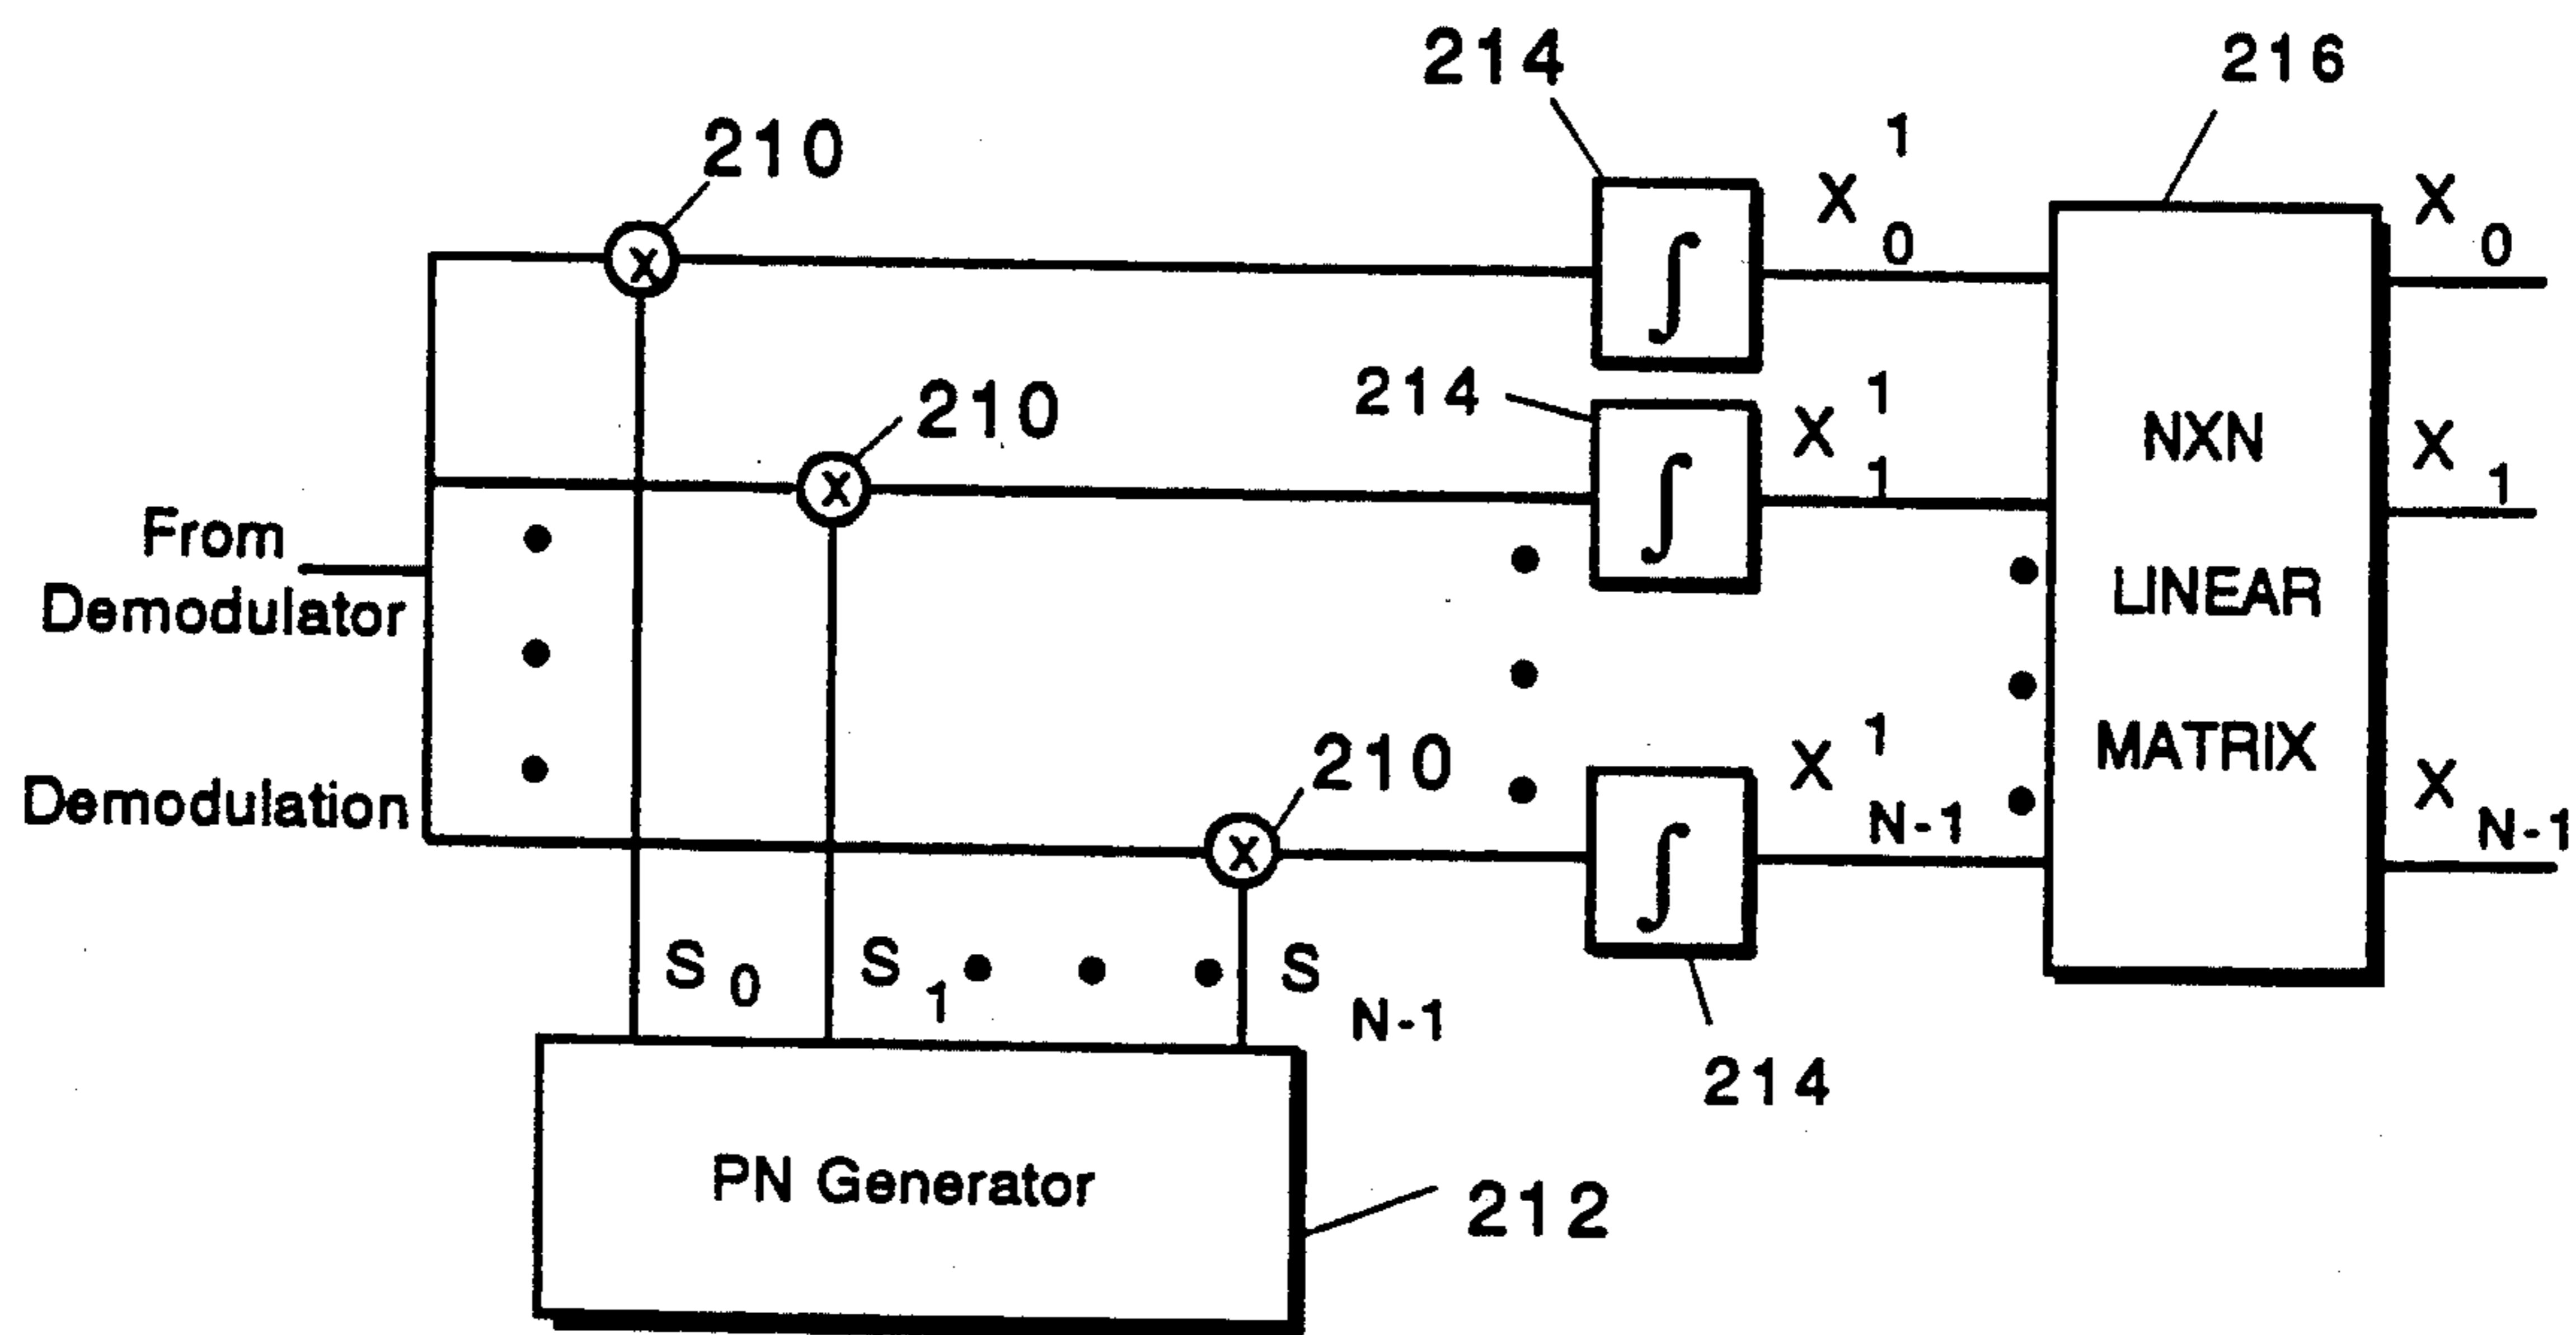 214
216
210
X 1 0
X 0
214
210
X 1 1
NXN
X 1
From
Demodulator
LINEAR
210
X 1 N-1
MATRIX
X N-1
Demodulation
x
x
x
∫
∫
∫
S 0
S 1
S N-1
214
PN Generator
212